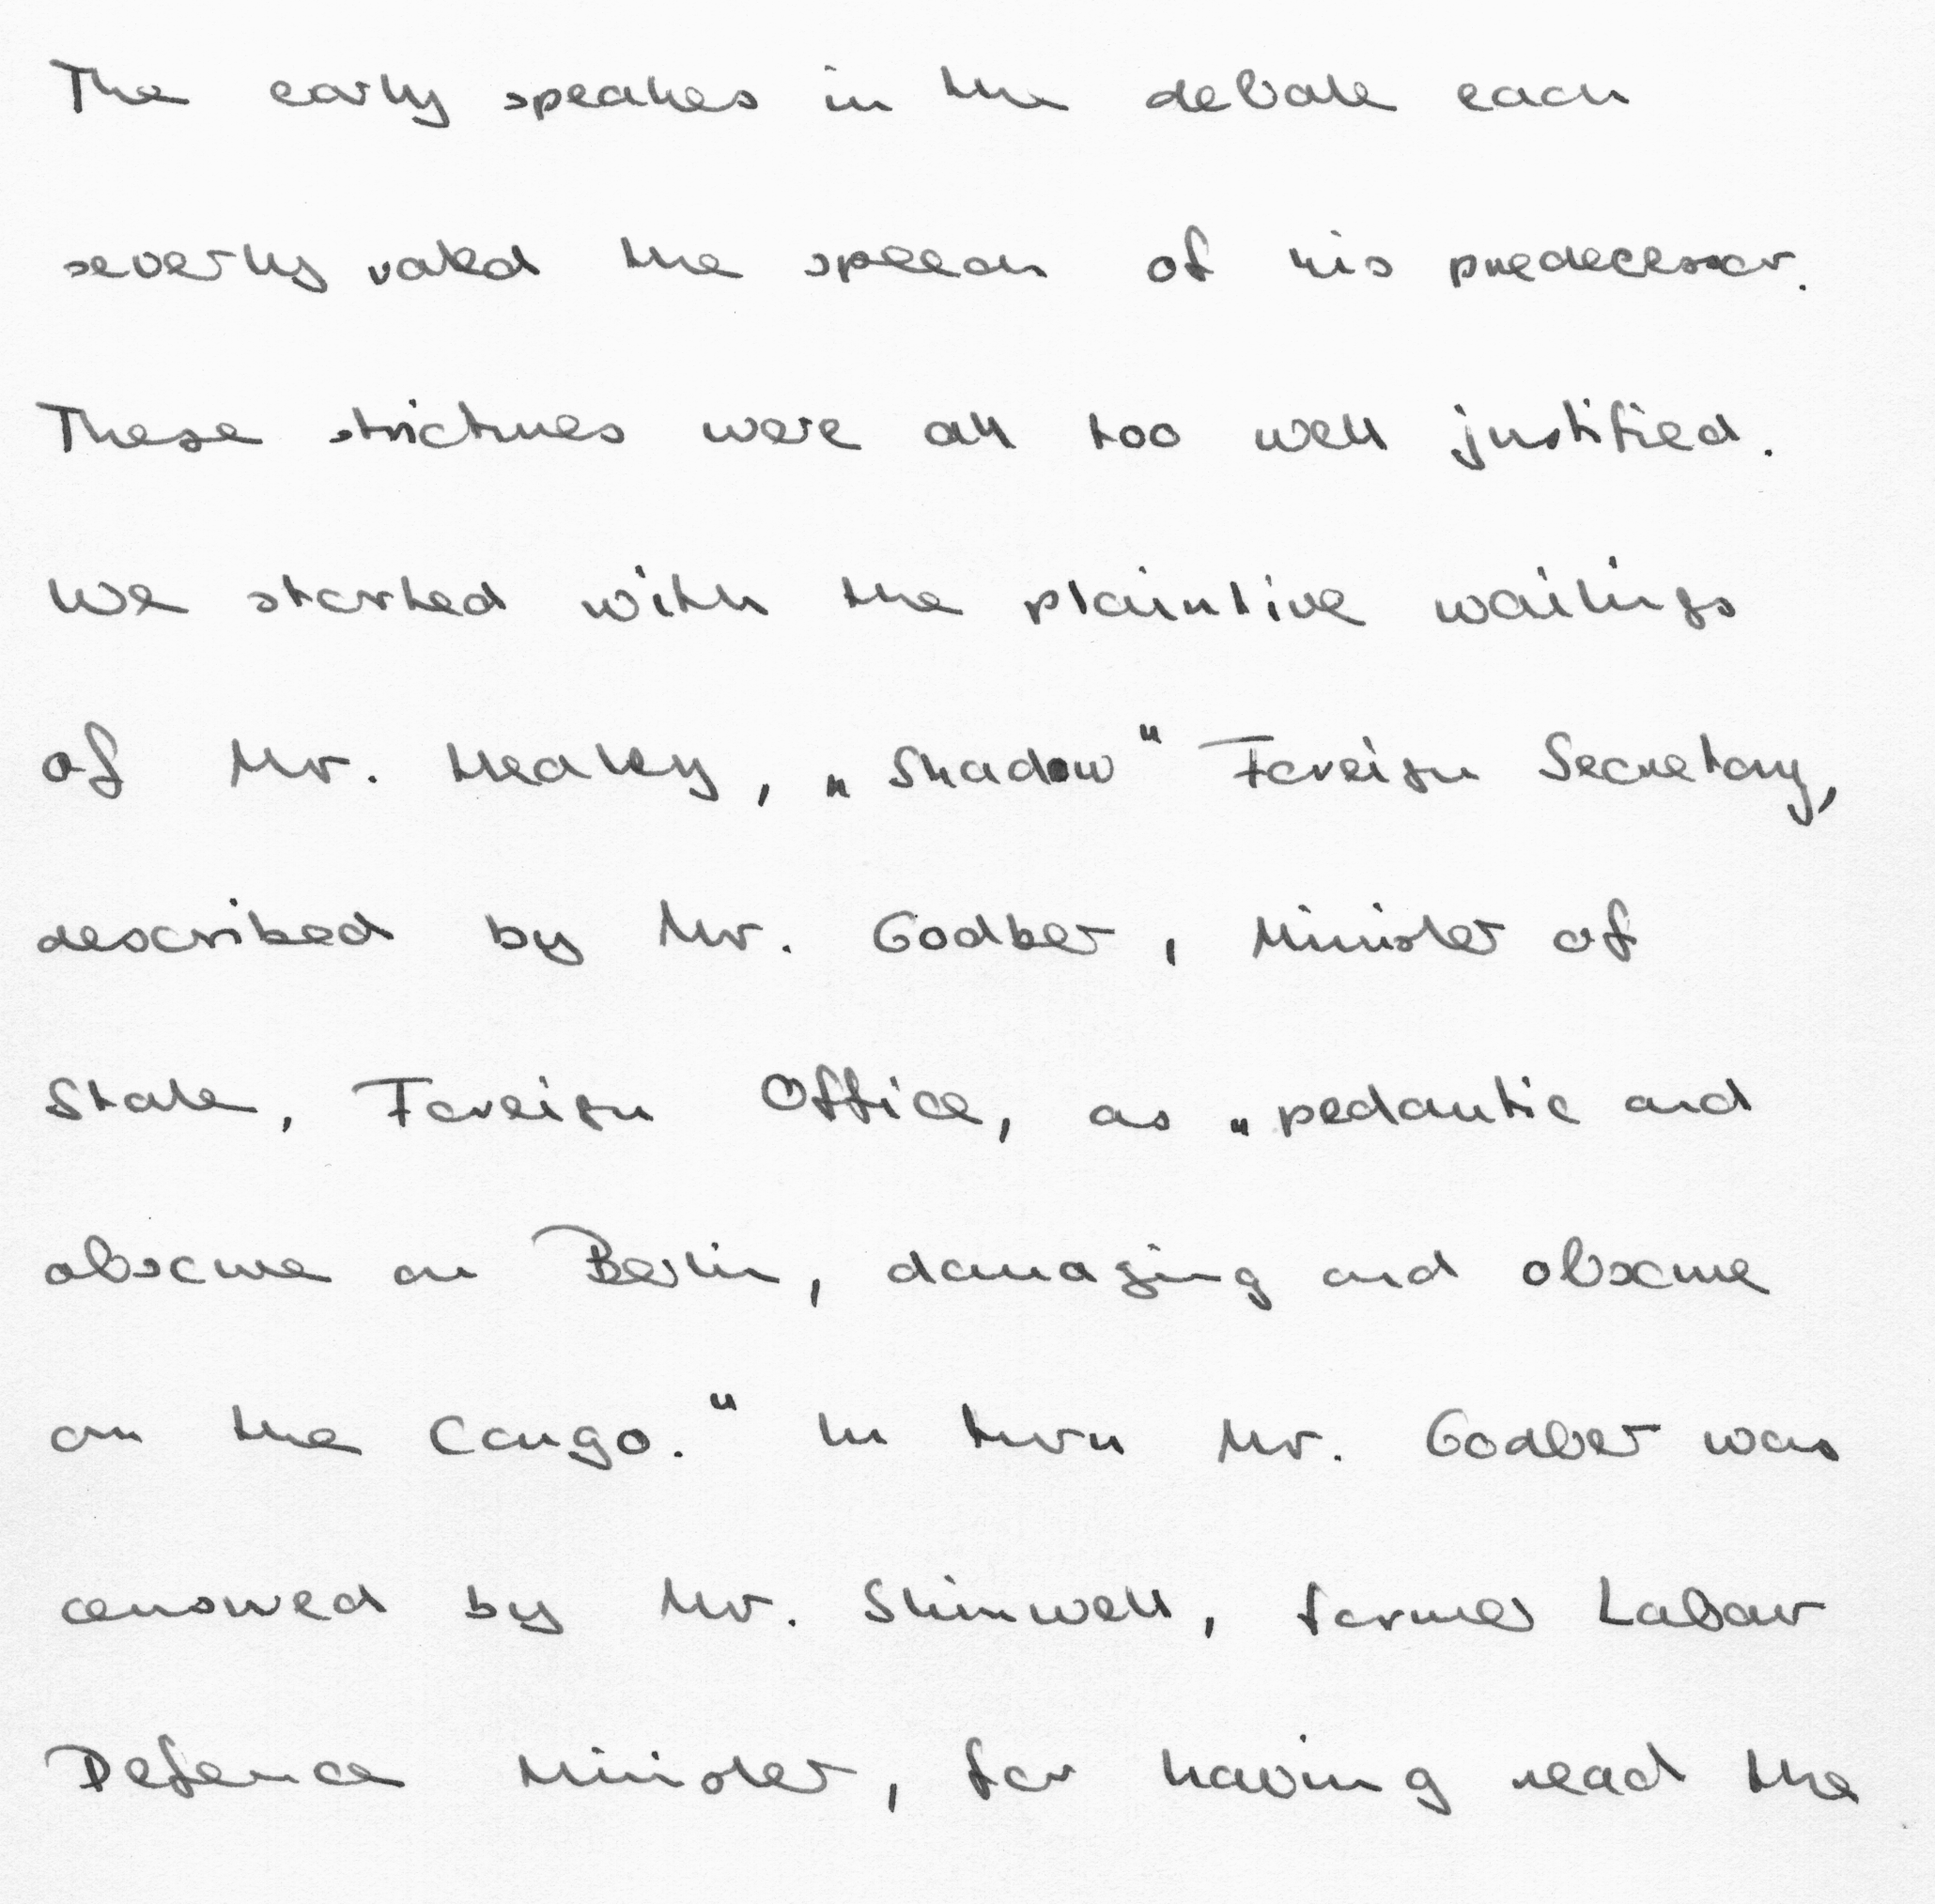 The early speakes in the debate each
severly rated the speech of his predecessor.
These strictures were all too well justified.
We started with the plaintive wailings
of Mr. Healey, "Shadow" Foreign Secretary,
described by Mr. Godber, Minister of
State, Foreign Office, as "pedantic and
obscure on Berlin, damaging and obscure
on the Congo." In turn Mr. Godber was
censured by Mr. Shinwell, former Labour
Defence Minister, for having read the